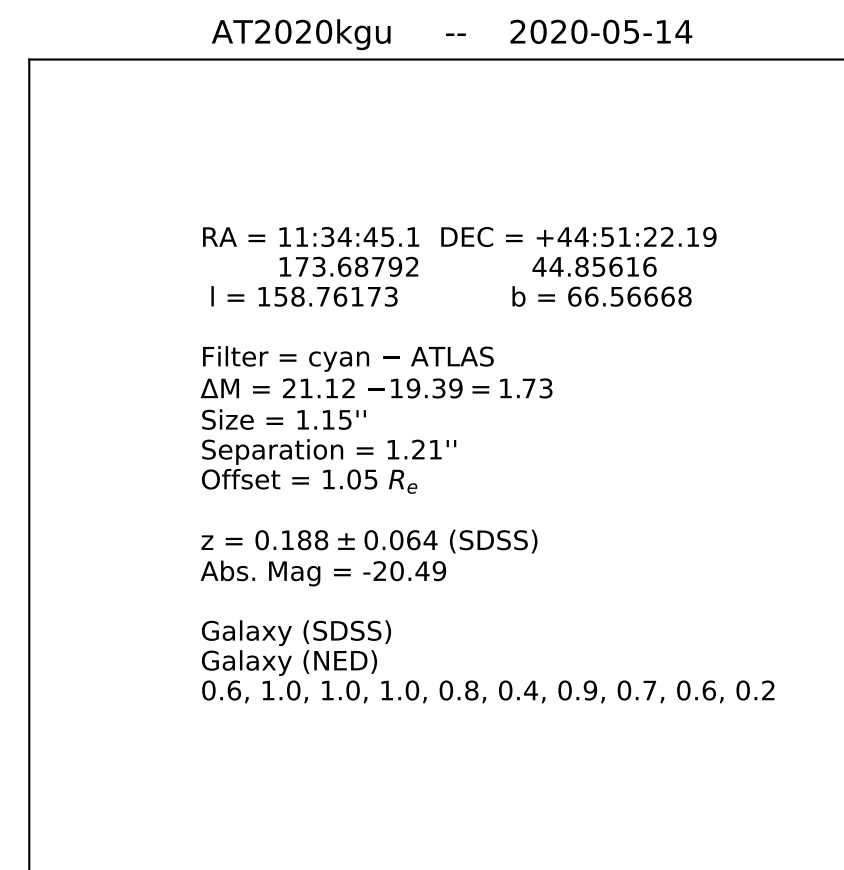 AT2020kgu -- 2020-05-14
RA = 11:34:45.1 DEC = +44:51:22.19
173.68792 44.85616
l = 158.76173 b = 66.56668
Filter = cyan − ATLAS
ΔM = 21.12 −19.39 = 1.73
Size = 1.15''
Separation = 1.21''
Offset = 1.05 Rₑ
z = 0.188 ± 0.064 (SDSS)
Abs. Mag = -20.49
Galaxy (SDSS)
Galaxy (NED)
0.6, 1.0, 1.0, 1.0, 0.8, 0.4, 0.9, 0.7, 0.6, 0.2